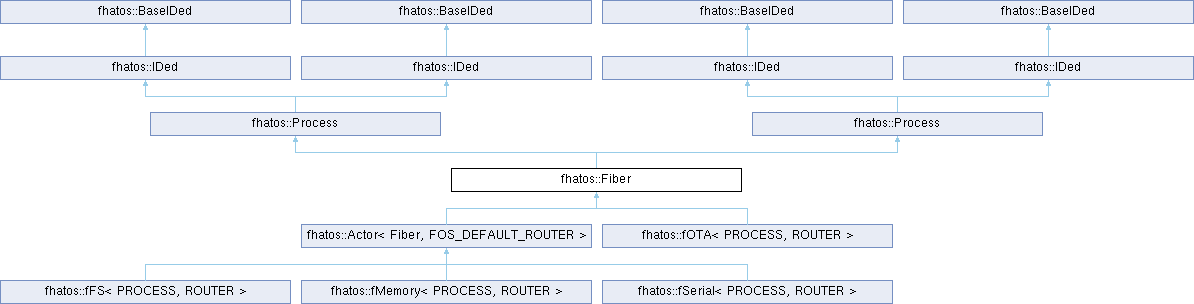 fhatos::BaseIDed
fhatos::BaseIDed
fhatos::BaseIDed
fhatos::BaseIDed
fhatos::IDed
fhatos::IDed
fhatos::IDed
fhatos::IDed
fhatos::Process
fhatos::Process
fhatos::Fiber
fhatos::Actor< Fiber, FOS_DEFAULT_ROUTER >
fhatos::fOTA< PROCESS, ROUTER >
fhatos::fFS< PROCESS, ROUTER >
fhatos::fMemory< PROCESS, ROUTER >
fhatos::fSerial< PROCESS, ROUTER >